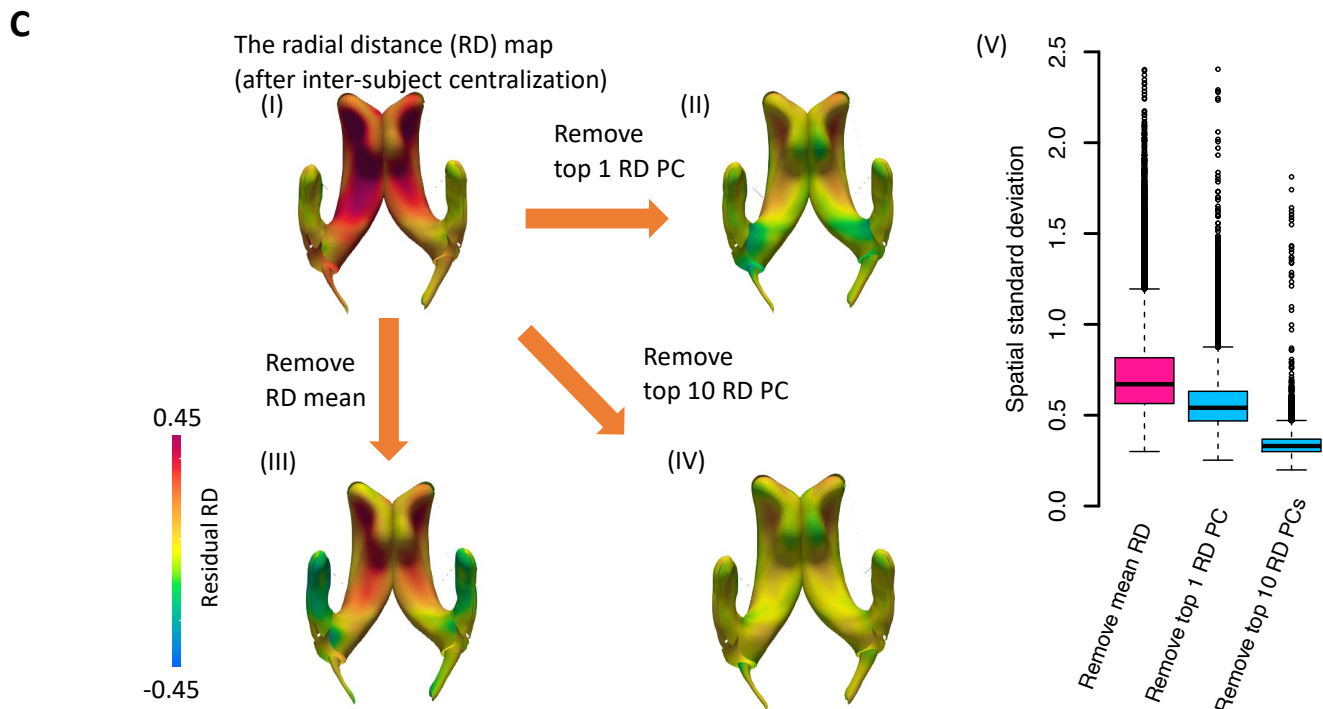 C
The radial distance (RD) map
(after inter-subject centralization)
(I)
Remove
top 1 RD PC
(II)
Remove
RD mean
Remove
top 10 RD PC
0.45
Residual RD
-0.45
(III)
(IV)
(V)
Spatial standard deviation
2.5
2.0
1.5
1.0
0.5
0.0
Remove mean RD
Remove top 1 RD PC
Remove top 10 RD PCs